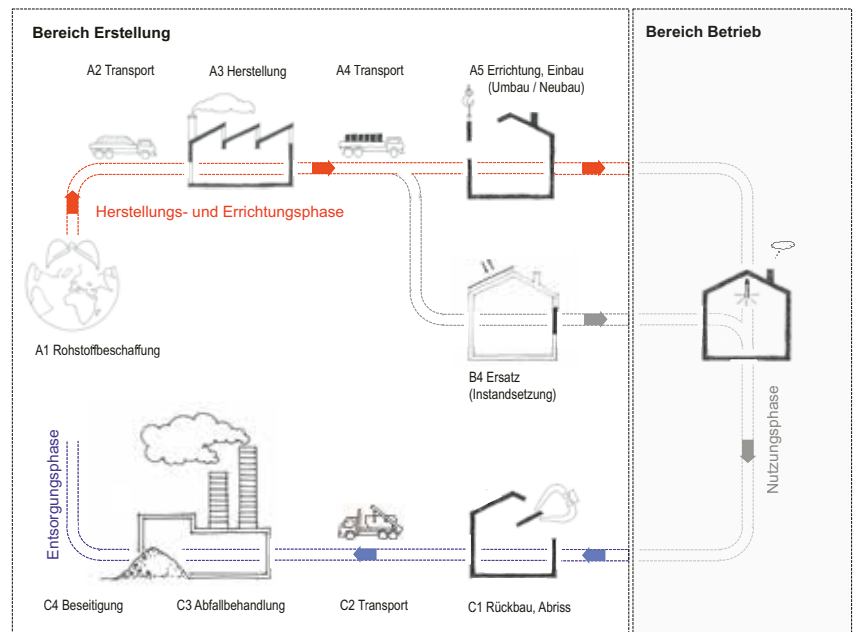 Bereich Erstellung
Bereich Betrieb
A2 Transport
A3 Herstellung
A4 Transport
A5 Errichtung, Einbau
(Umbau / Neubau)
Herstellungs- und Errichtungsphase
A1 Rohstoffbeschaffung
B4 Ersatz
(Instandsetzung)
Nutzungsphase
Entsorgungsphase
C4 Beseitigung
C3 Abfallbehandlung
C2 Transport
C1 Rückbau, Abriss